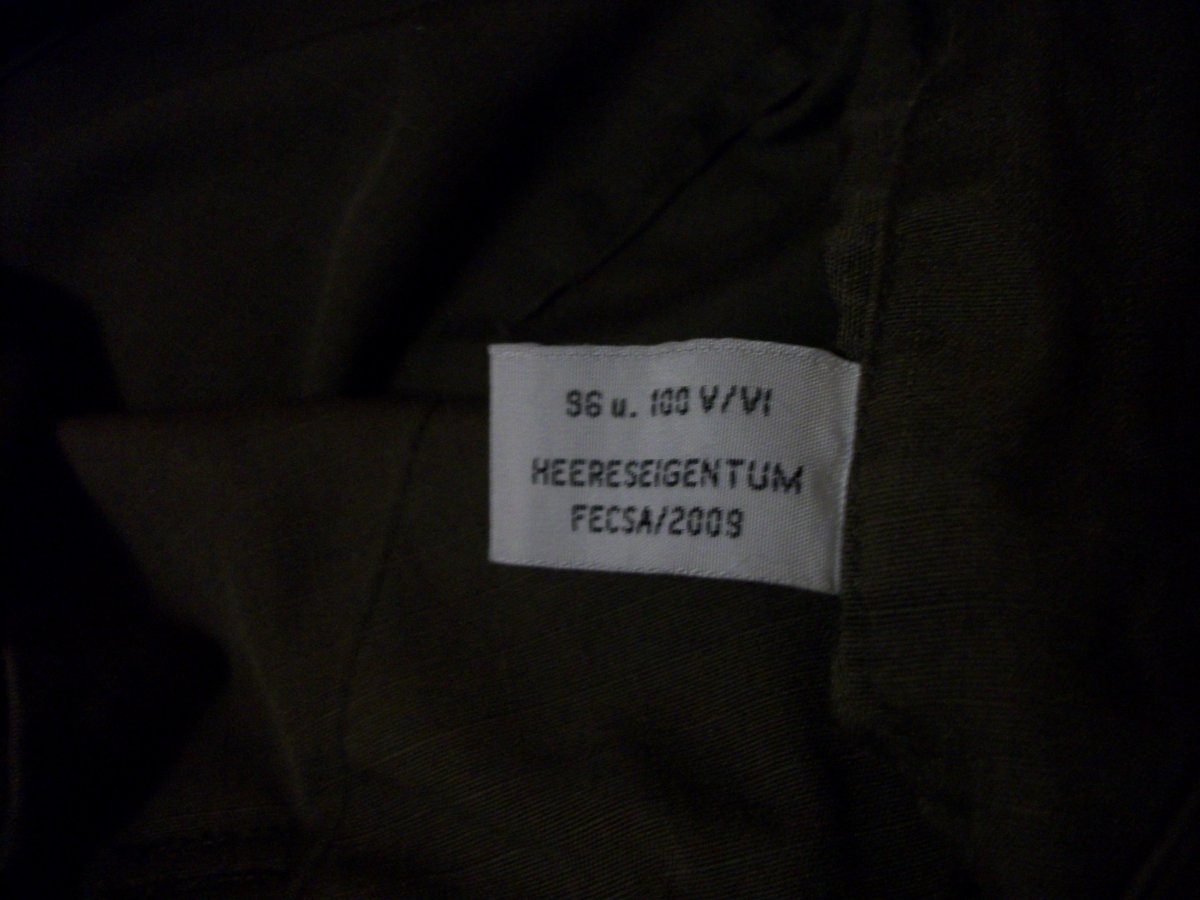 96 u. 100 V/VI
HEERESEIGENTUM
FECSA/2009